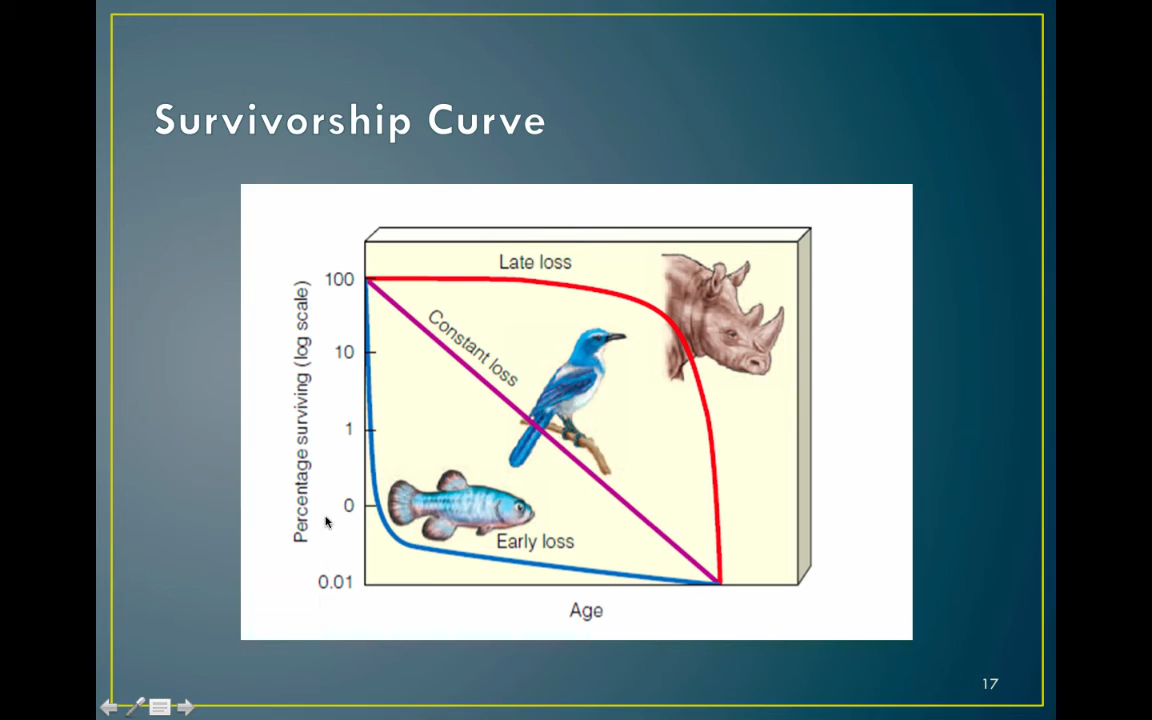 Survivorship Curve
Late loss
100
Constant loss
10
1
0
Early loss
0.01
Percentage surviving (log scale)
Age
17